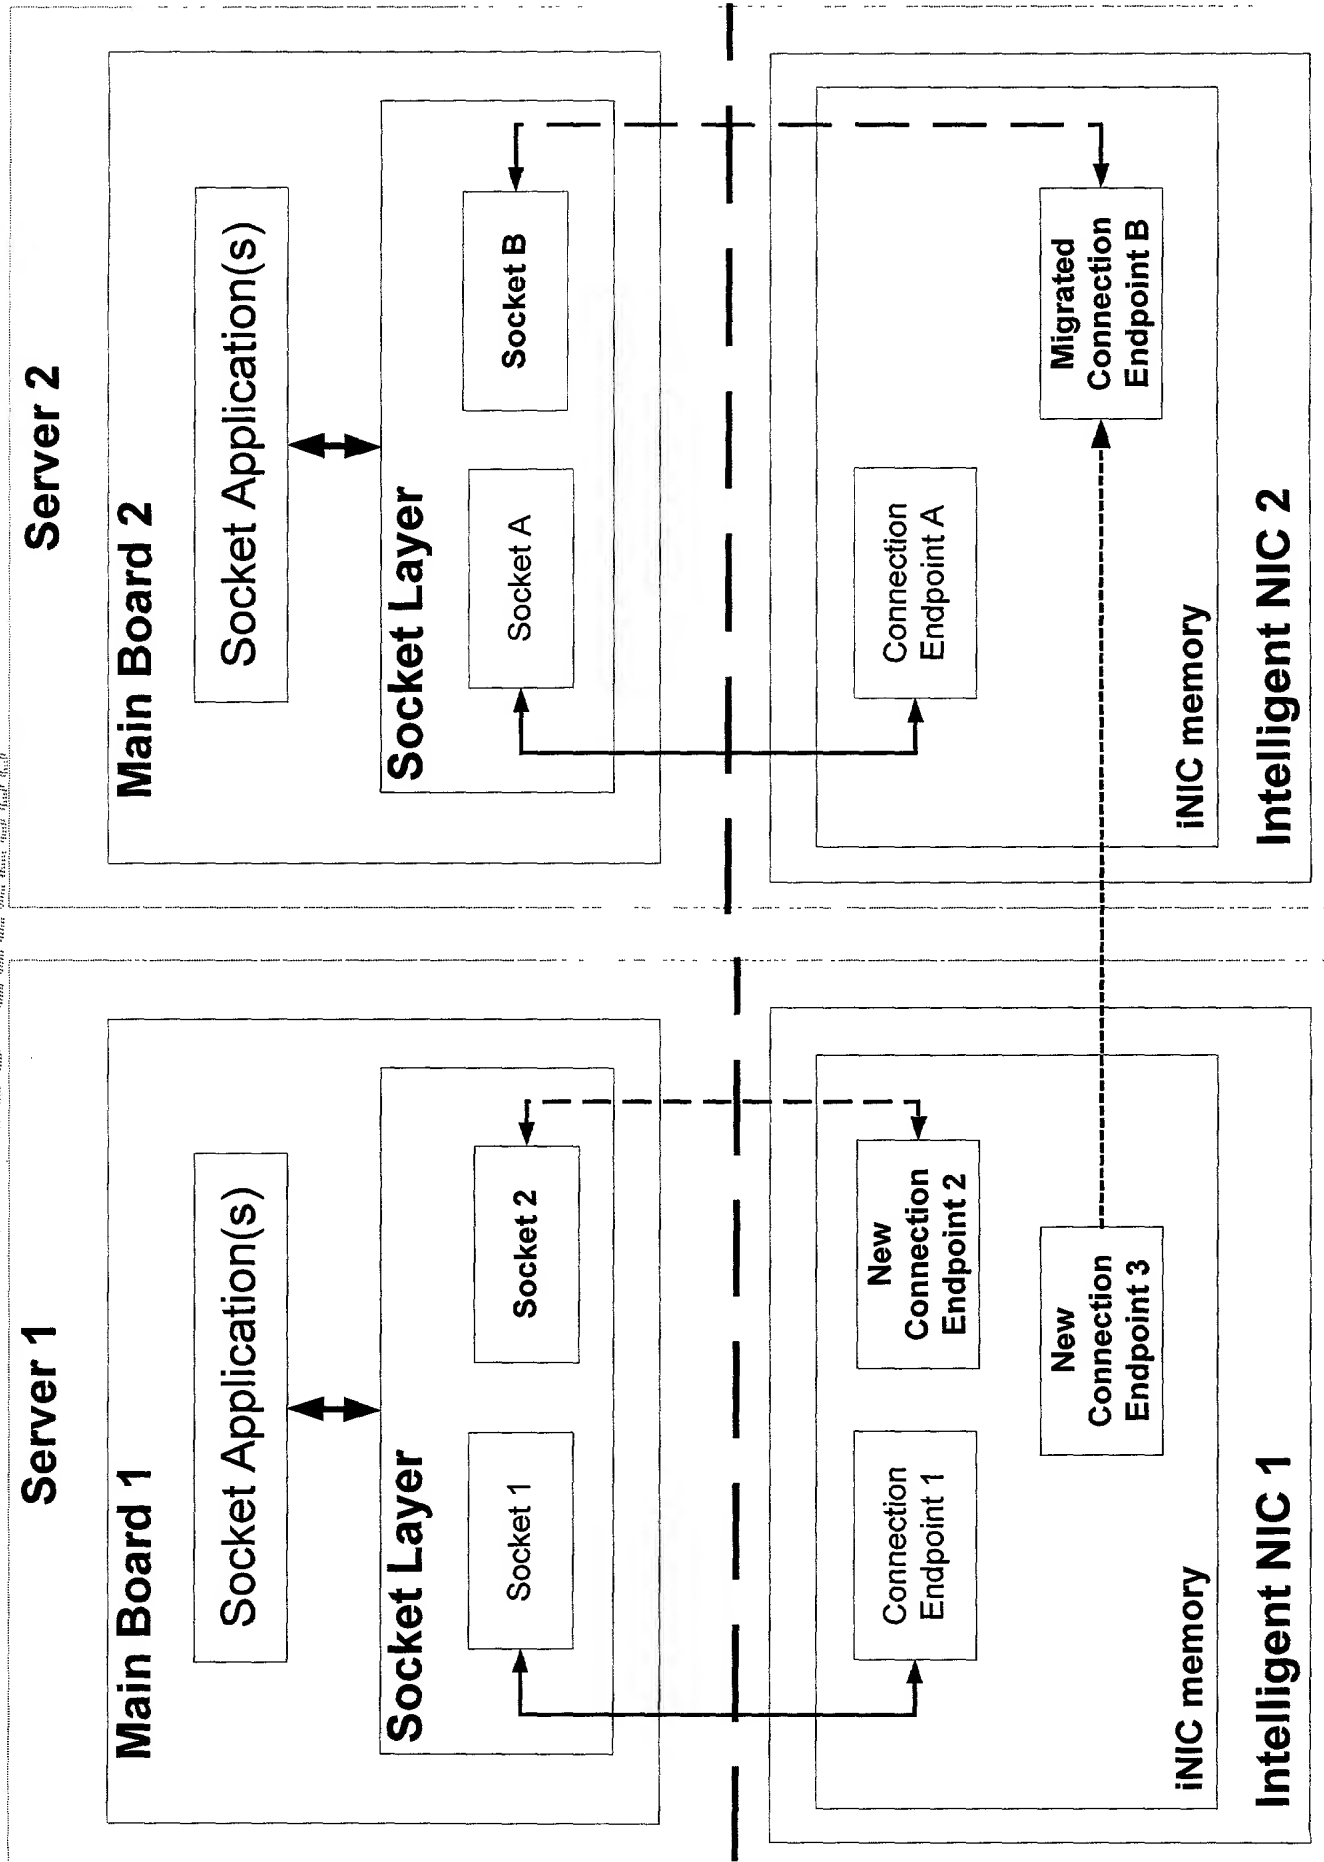 Server 1
Main Board 1
Socket Application(s)
Socket Layer
Socket 1
Socket 2
Connection
Endpoint 1
New
Connection
Endpoint 2
New
Connection
Endpoint 3
iNIC memory
Intelligent NIC 1
Server 2
Main Board 2
Socket Application(s)
Socket Layer
Socket A
Socket B
Connection
Endpoint A
Migrated
Connection
Endpoint B
iNIC memory
Intelligent NIC 2